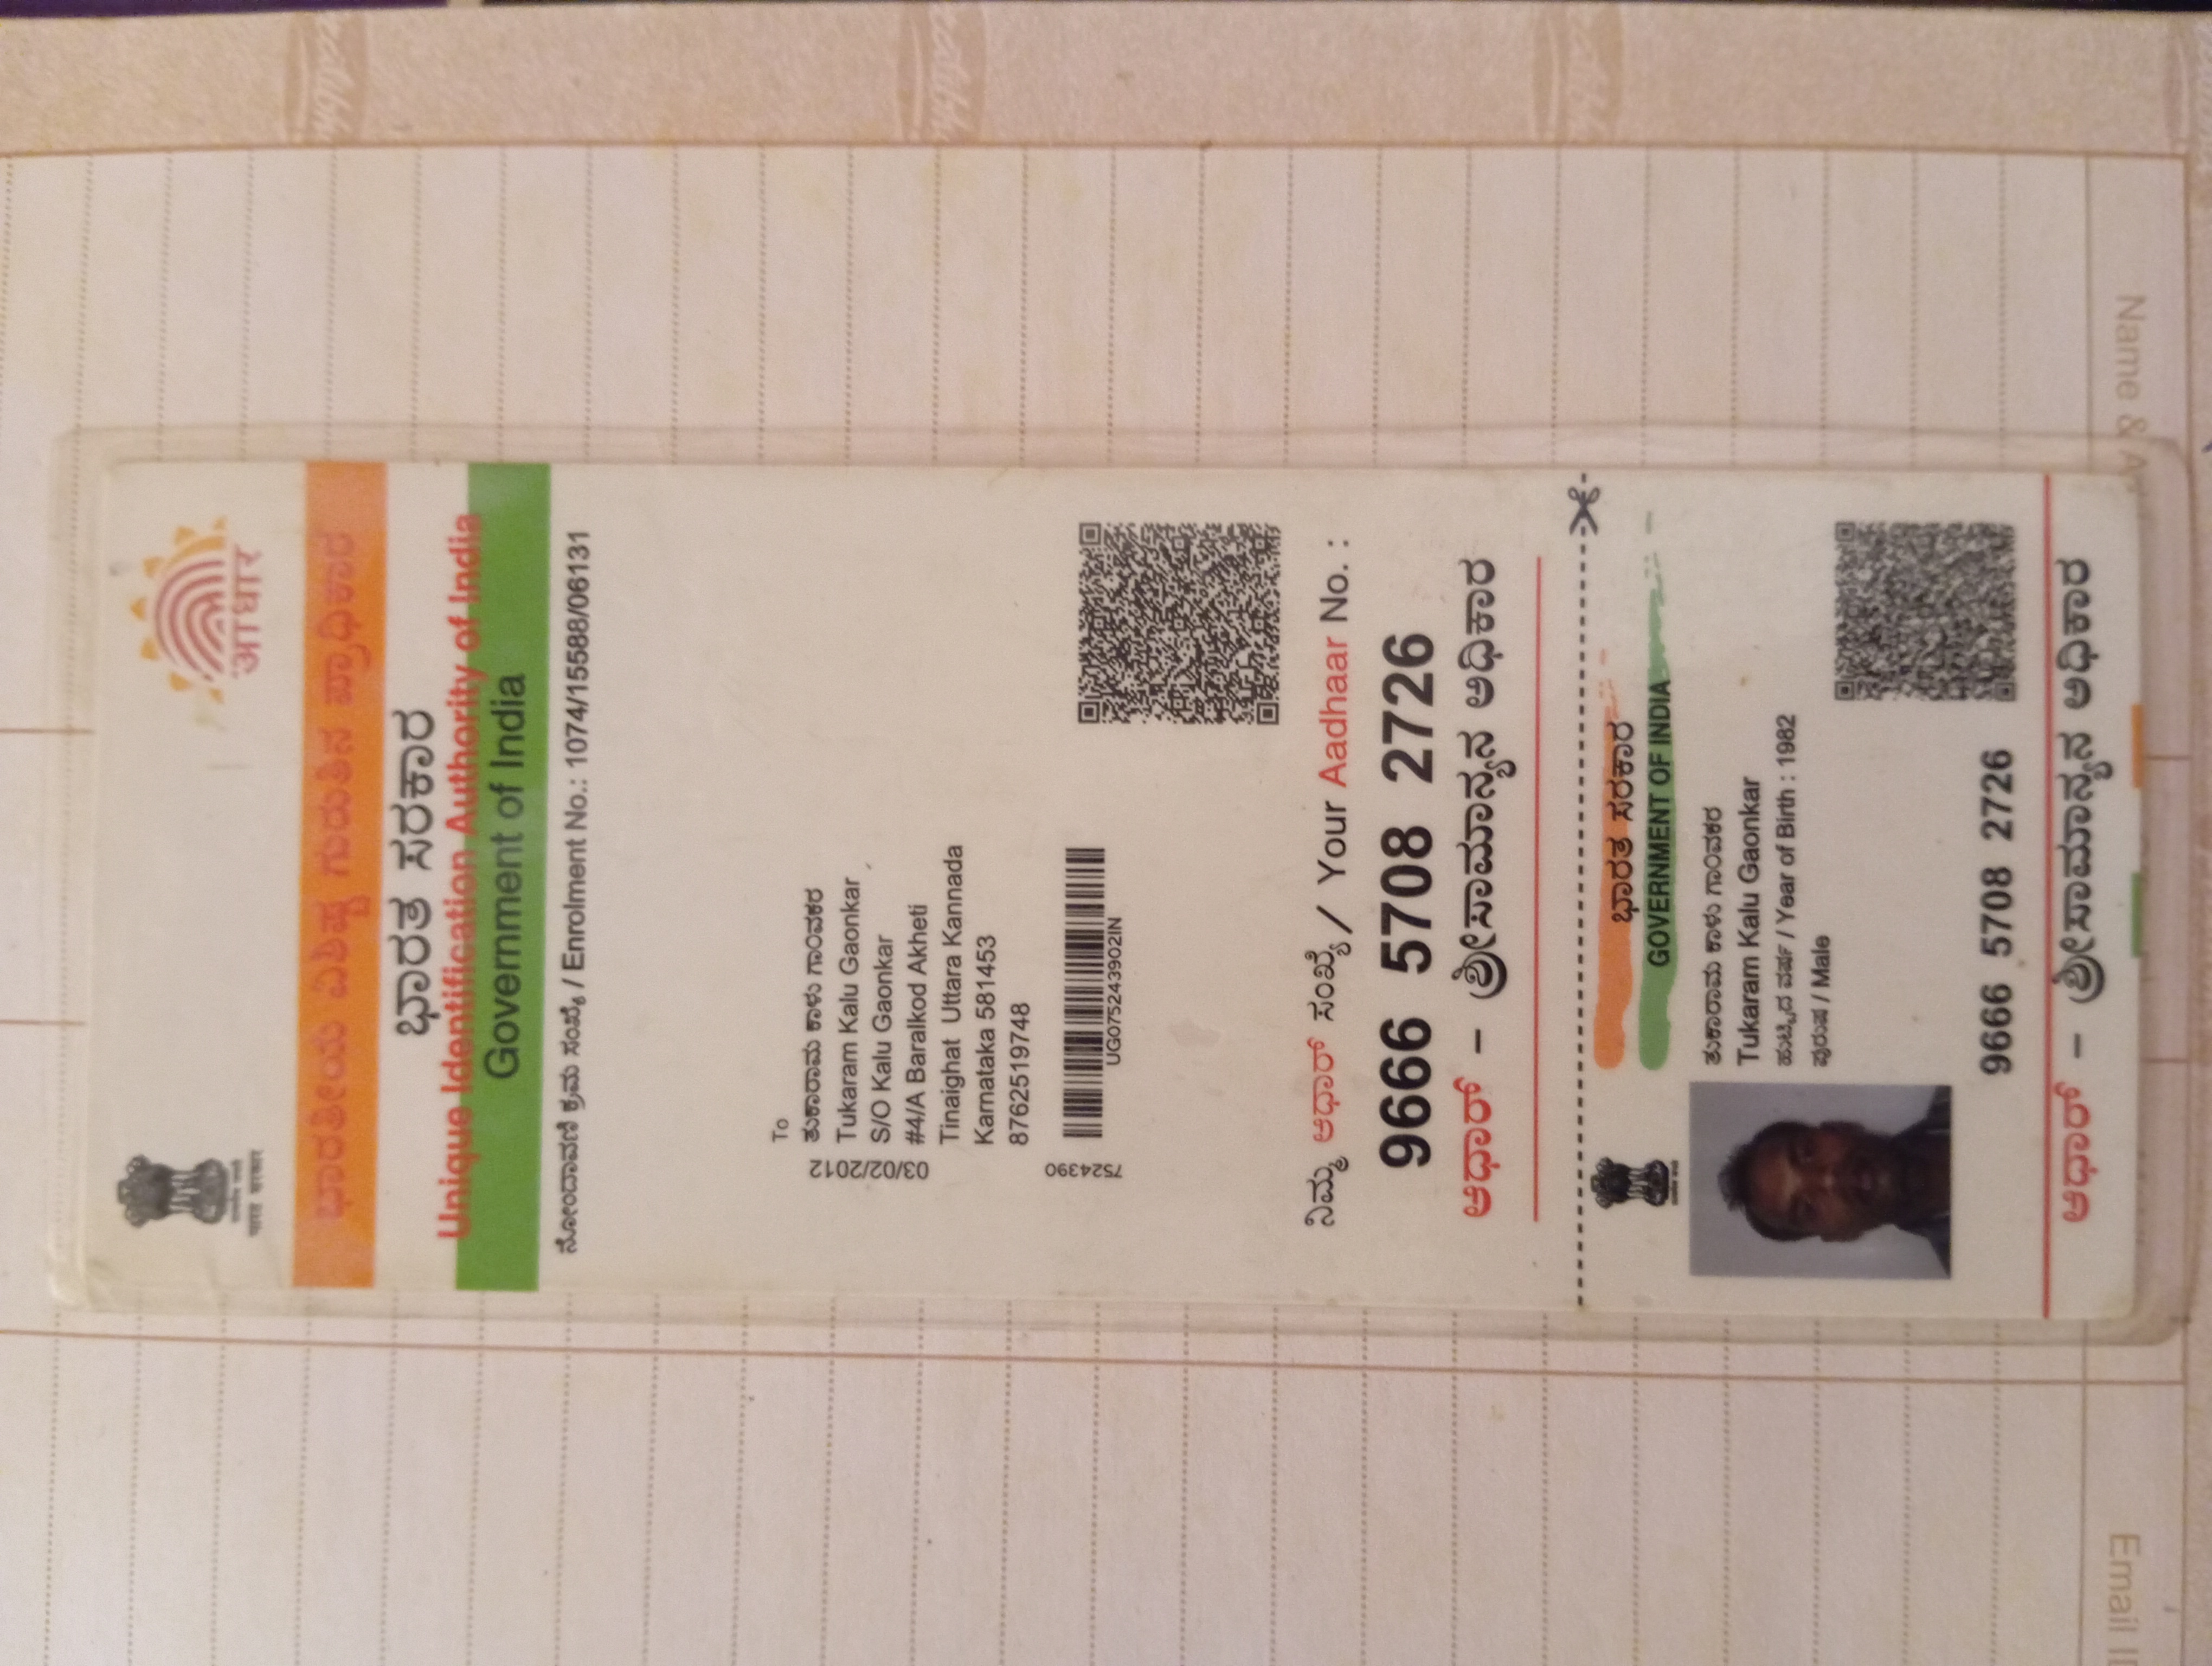 आधार
भारत सरकार
ಭಾರತೀಯ ವಿಶಿಷ್ಟ ಗುರುತಿನ ಪ್ರಾಧಿಕಾರ
ಭಾರತ ಸರಕಾರ
Unique Identification Authority of India
Government of India
ನೋಂದಾವಣೆ ಕ್ರಮ ಸಂಖ್ಯೆ / Enrolment No.: 1074/15588/06131
To
ತುಕಾರಾಮ ಕಾಳು ಗಾಂವಕರ
Tukaram Kalu Gaonkar
S/O Kalu Gaonkar
#4/A Baralkod Akheti
Tinaighat Uttara Kannada
Karnataka 581453
8762519748
03/02/2012
7524390
UG075243902IN
ನಿಮ್ಮ ಆಧಾರ್ ಸಂಖ್ಯೆ / Your Aadhaar No. :
9666 5708 2726
ಆಧಾರ್ – ಶ್ರೀಸಾಮಾನ್ಯನ ಅಧಿಕಾರ
ಭಾರತ ಸರಕಾರ
GOVERNMENT OF INDIA
ತುಕಾರಾಮ ಕಾಳು ಗಾಂವಕರ
Tukaram Kalu Gaonkar
ಹುಟ್ಟಿದ ವರ್ಷ / Year of Birth : 1982
ಪುರುಷ / Male
9666 5708 2726
ಆಧಾರ್ – ಶ್ರೀಸಾಮಾನ್ಯನ ಅಧಿಕಾರ
Name & A
Email I